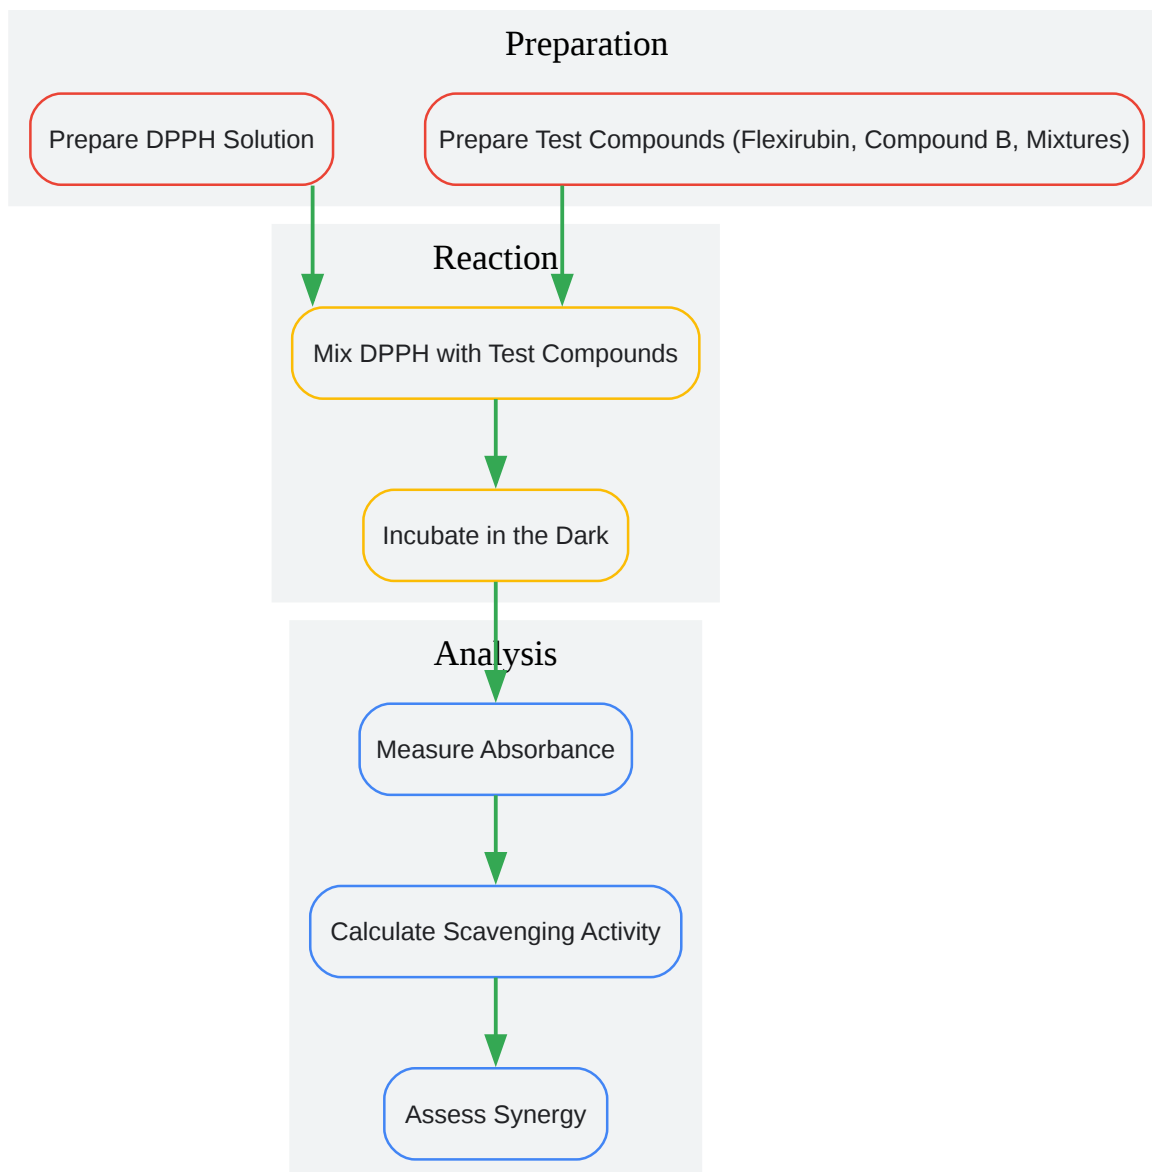 Preparation
Prepare DPPH Solution
Prepare Test Compounds (Flexirubin, Compound B, Mixtures)
Reaction
Mix DPPH with Test Compounds
Incubate in the Dark
Analysis
Measure Absorbance
Calculate Scavenging Activity
Assess Synergy